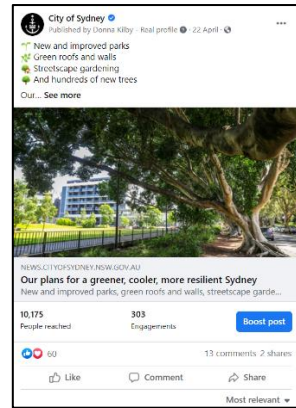 City of Sydney
Published by Donna Kilby · Real profile · 22 April ·
New and improved parks
Green roofs and walls
Streetscape gardening
And hundreds of new trees
Our... See more
NEWS.CITYOFSYDNEY.NSW.GOV.AU
Our plans for a greener, cooler, more resilient Sydney
New and improved parks, green roofs and walls, streetscape garde...
10,175 303 Boost post
People reached Engagements
60 13 comments 2 shares
Like Comment Share
Most relevant